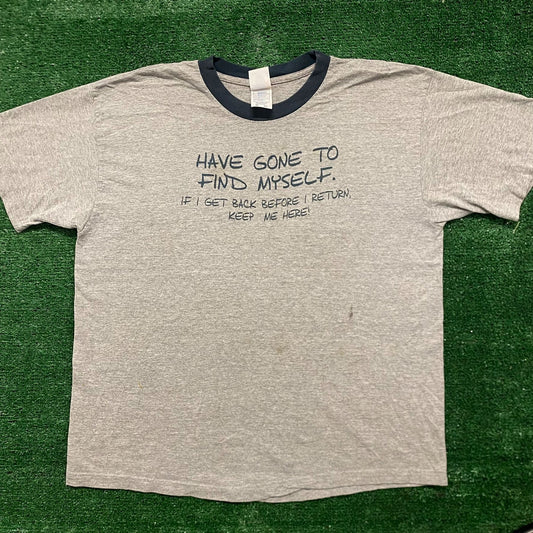 HAVE GONE TO
FIND MYSELF.
IF I GET BACK BEFORE I RETURN,
KEEP ME HERE!